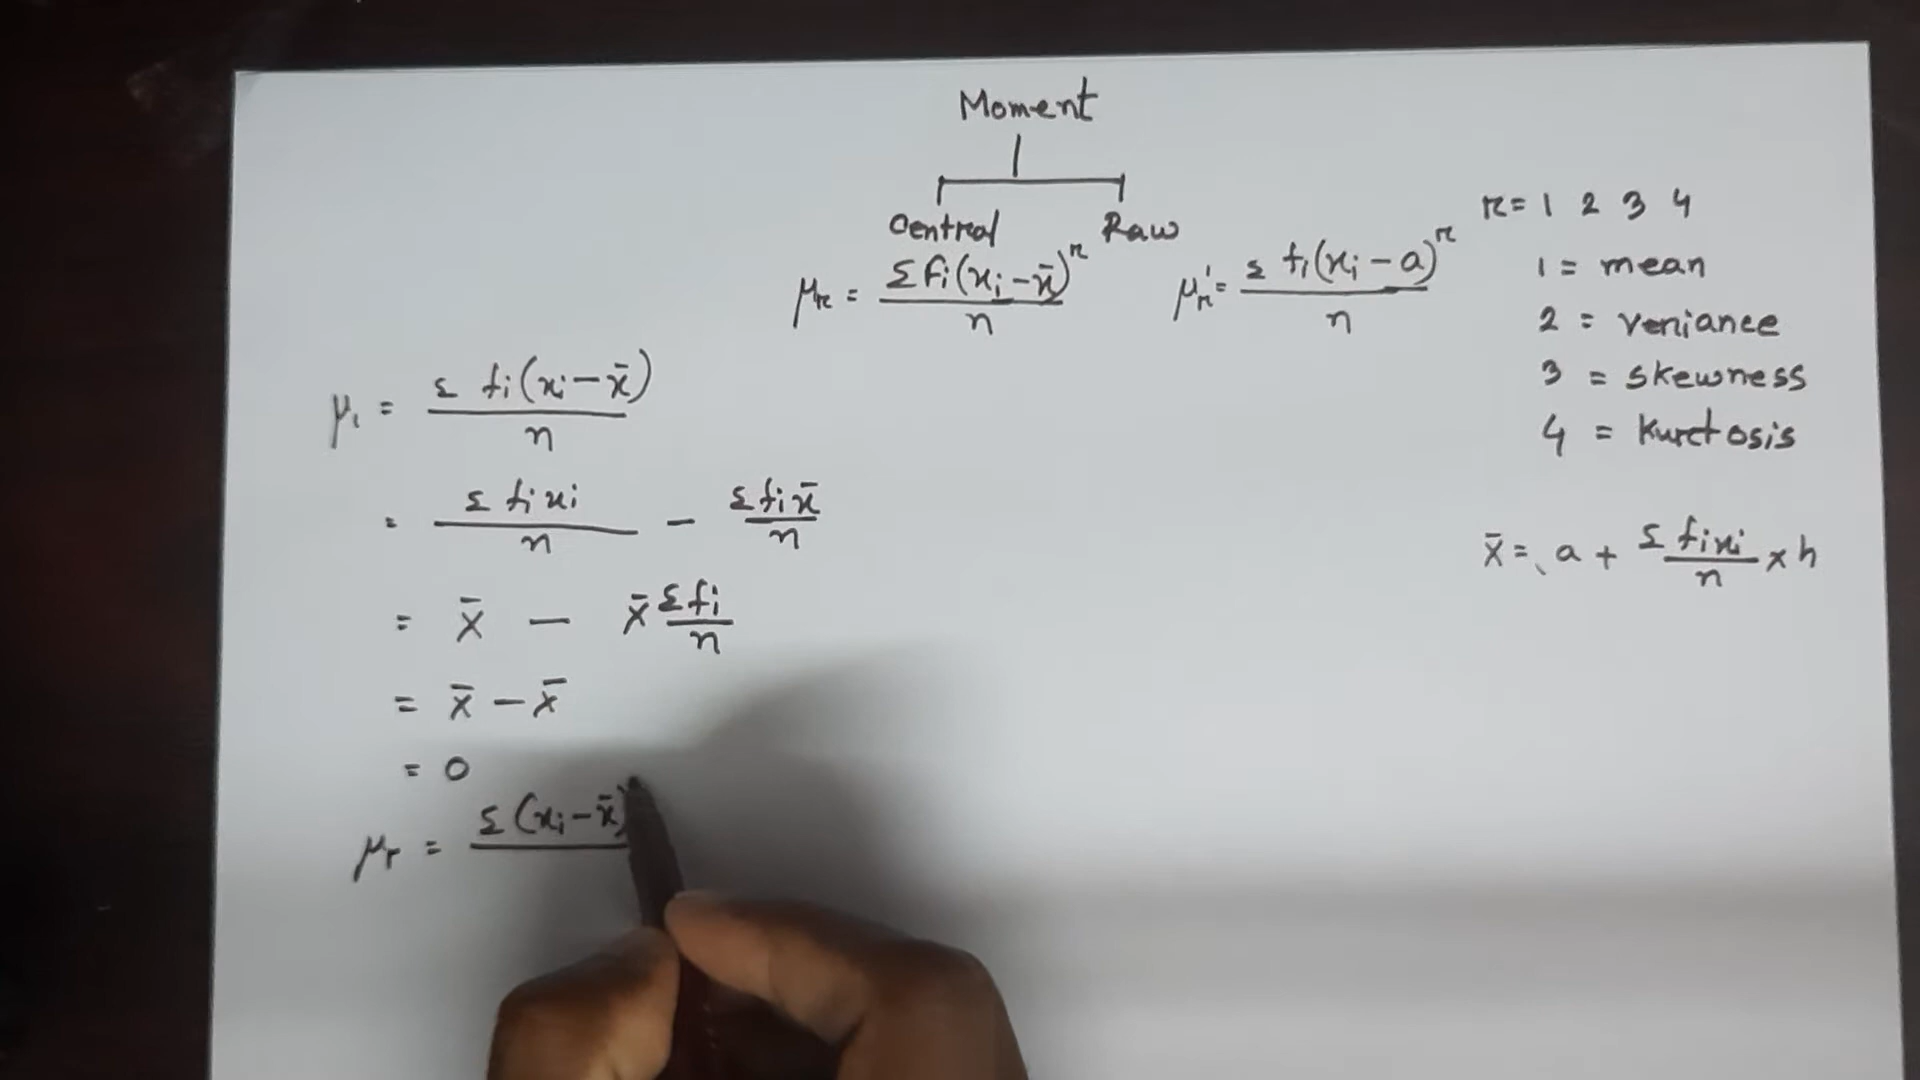 Moment
Central Raw
μr = Σfi(xi-x̄)^r / n
μr' = Σ fi(xi-a)^r / n
r = 1 2 3 4
1 = mean
2 = veriance
3 = skewness
4 = Kurtosis
x̄ = a + Σfixi / n × h
μ1 = Σ fi(xi-x̄) / n
= Σ fixi / n - Σfix̄ / n
= x̄ - x̄ Σfi / n
= x̄ - x̄
= 0
μr = Σ(xi-x̄)